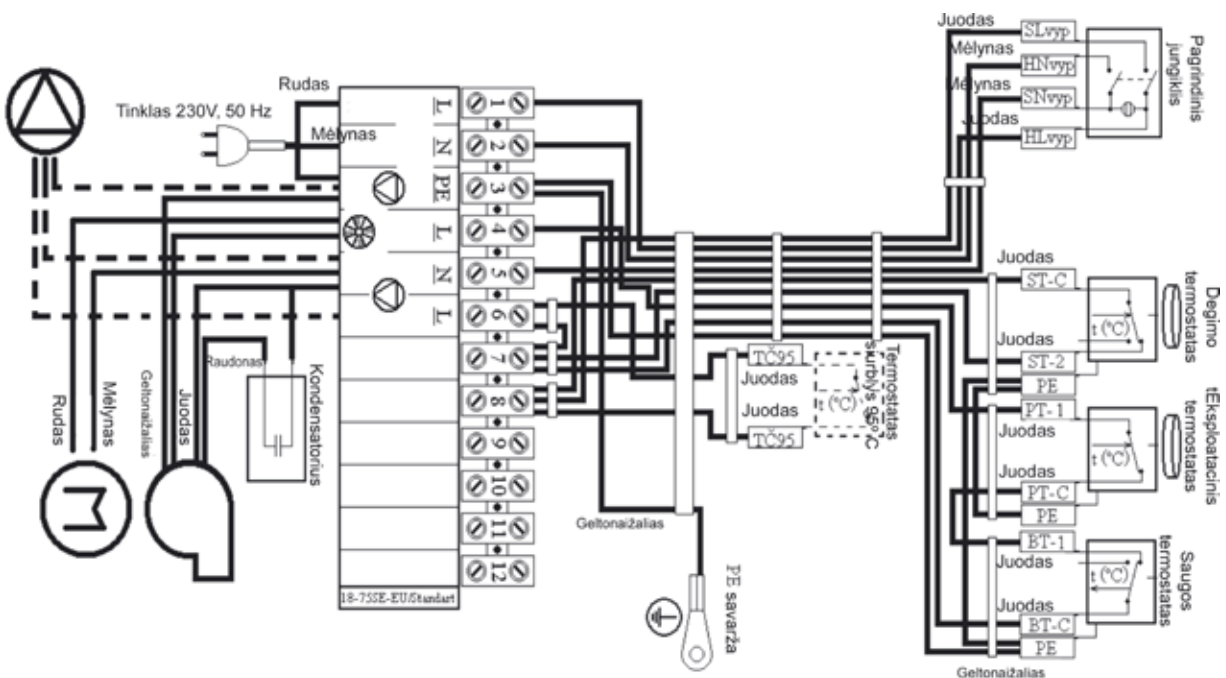 Juodas
SLvyp
Mėlynas
HNvyp
Mėlynas
SNvyp
Juodas
HLvyp
Pagrindinis
jungiklis
Rudas
Tinklas 230V, 50 Hz
Mėlynas
L
N
PE
L
N
L
1
2
3
4
5
6
7
8
9
10
11
12
18-75SE-EU/Standart
Juodas
ST-C
t (°C)
Juodas
ST-2
PE
Degimo
termostatas
PT-1
Juodas
t (°C)
Juodas
PT-C
PE
tEksploatacinis
termostatas
BT-1
Juodas
t (°C)
Juodas
BT-C
PE
Saugos
termostatas
Geltonaižalias
TČ95
Juodas
t (°C)
Juodas
TČ95
Termostatas
siurblys 95°C
Raudonas
Kondensatorius
Rudas
Mėlynas
Geltonaižalias
Juodas
M
Geltonaižalias
PE savarža